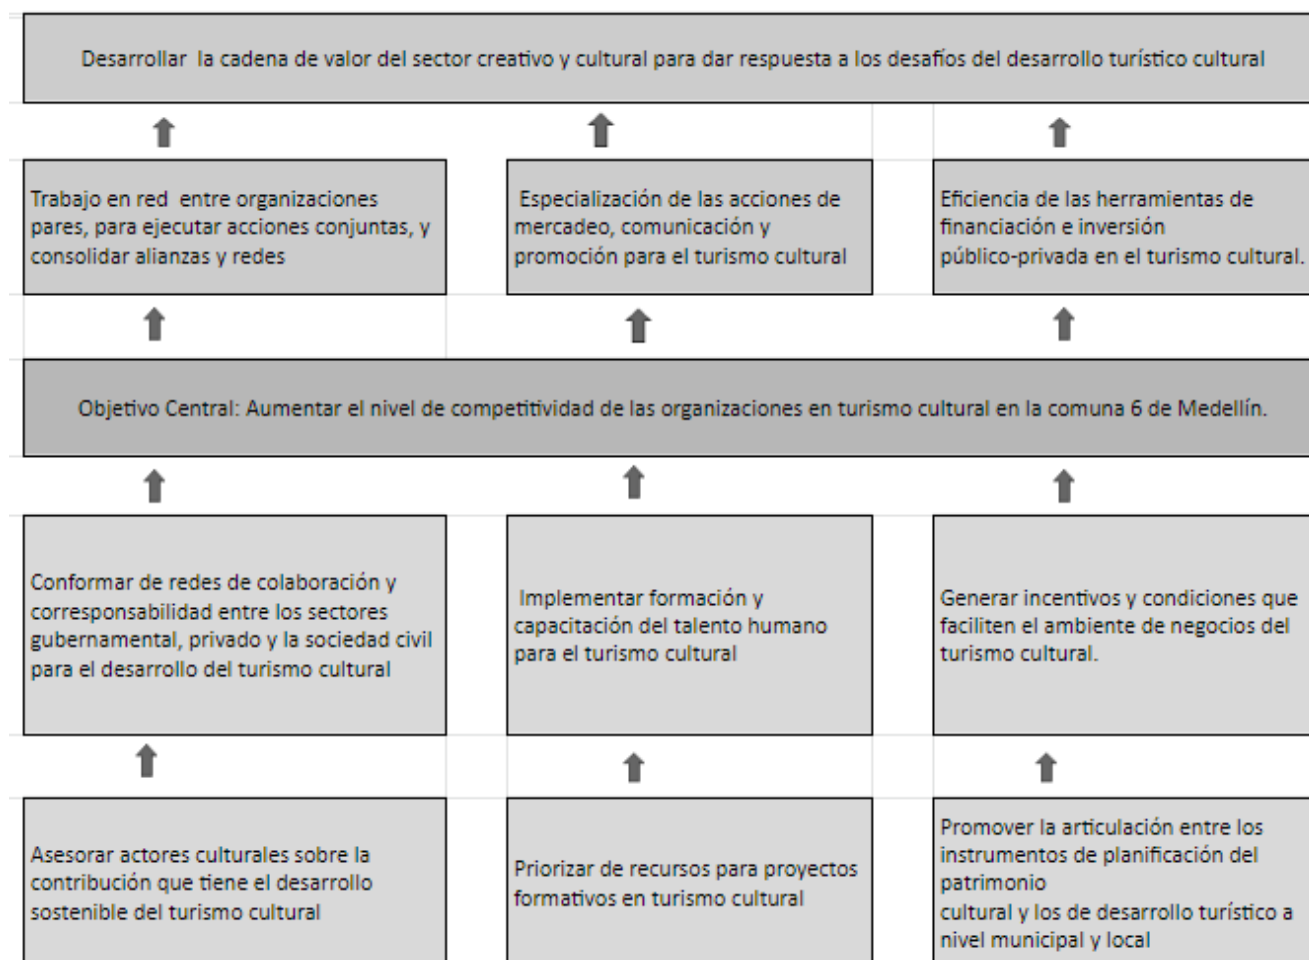 Desarrollar  la cadena de valor del sector creativo y cultural para dar respuesta a los desafíos del desarrollo turístico cultural
Trabajo en red  entre organizaciones
pares, para ejecutar acciones conjuntas, y
consolidar alianzas y redes
Especialización de las acciones de
mercadeo, comunicación y
promoción para el turismo cultural
Eficiencia de las herramientas de
financiación e inversión
público-privada en el turismo cultural.
Objetivo Central: Aumentar el nivel de competitividad de las organizaciones en turismo cultural en la comuna 6 de Medellín.
Conformar de redes de colaboración y
corresponsabilidad entre los sectores
gubernamental, privado y la sociedad civil
para el desarrollo del turismo cultural
Implementar formación y
capacitación del talento humano
para el turismo cultural
Generar incentivos y condiciones que
faciliten el ambiente de negocios del
turismo cultural.
Asesorar actores culturales sobre la
contribución que tiene el desarrollo
sostenible del turismo cultural
Priorizar de recursos para proyectos
formativos en turismo cultural
Promover la articulación entre los
instrumentos de planificación del
patrimonio
cultural y los de desarrollo turístico a
nivel municipal y local